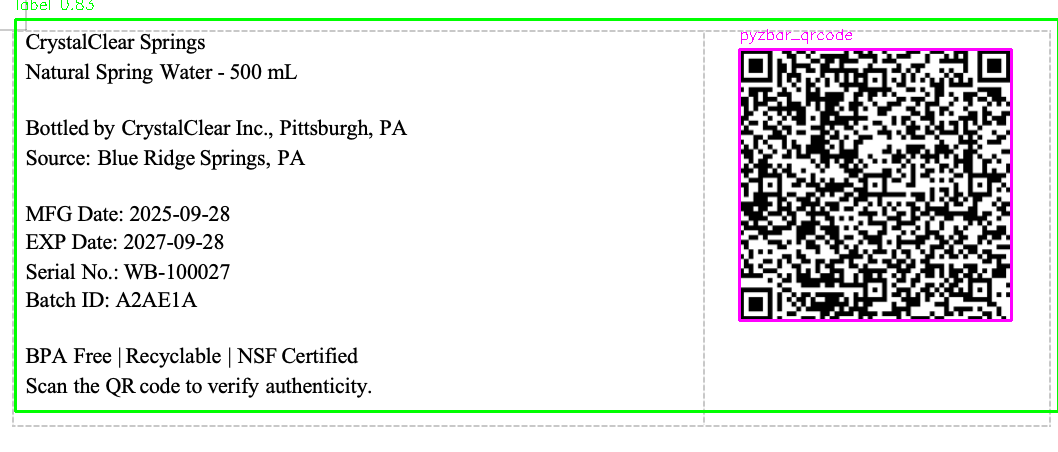 label 0.83
CrystalClear Springs
Natural Spring Water - 500 mL
Bottled by CrystalClear Inc., Pittsburgh, PA
Source: Blue Ridge Springs, PA
MFG Date: 2025-09-28
EXP Date: 2027-09-28
Serial No.: WB-100027
Batch ID: A2AE1A
BPA Free | Recyclable | NSF Certified
Scan the QR code to verify authenticity.
pyzbar_qrcode